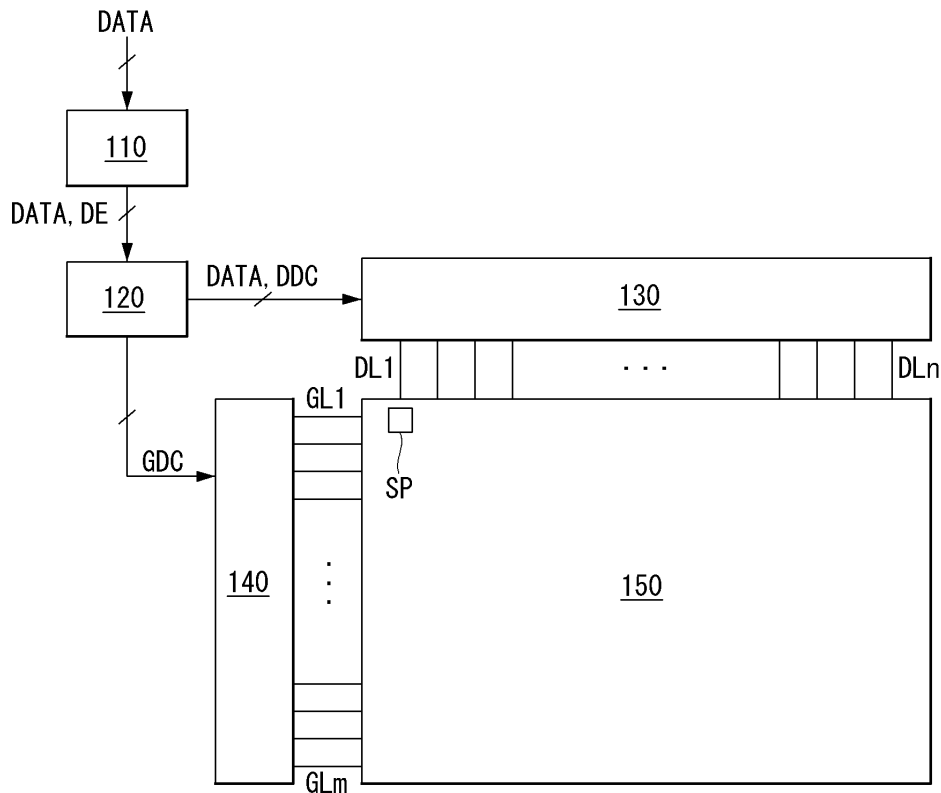 DATA
110
DATA, DE
120
DATA, DDC
130
DL1
. . .
DLn
GL1
SP
GDC
140
. . .
150
GLm